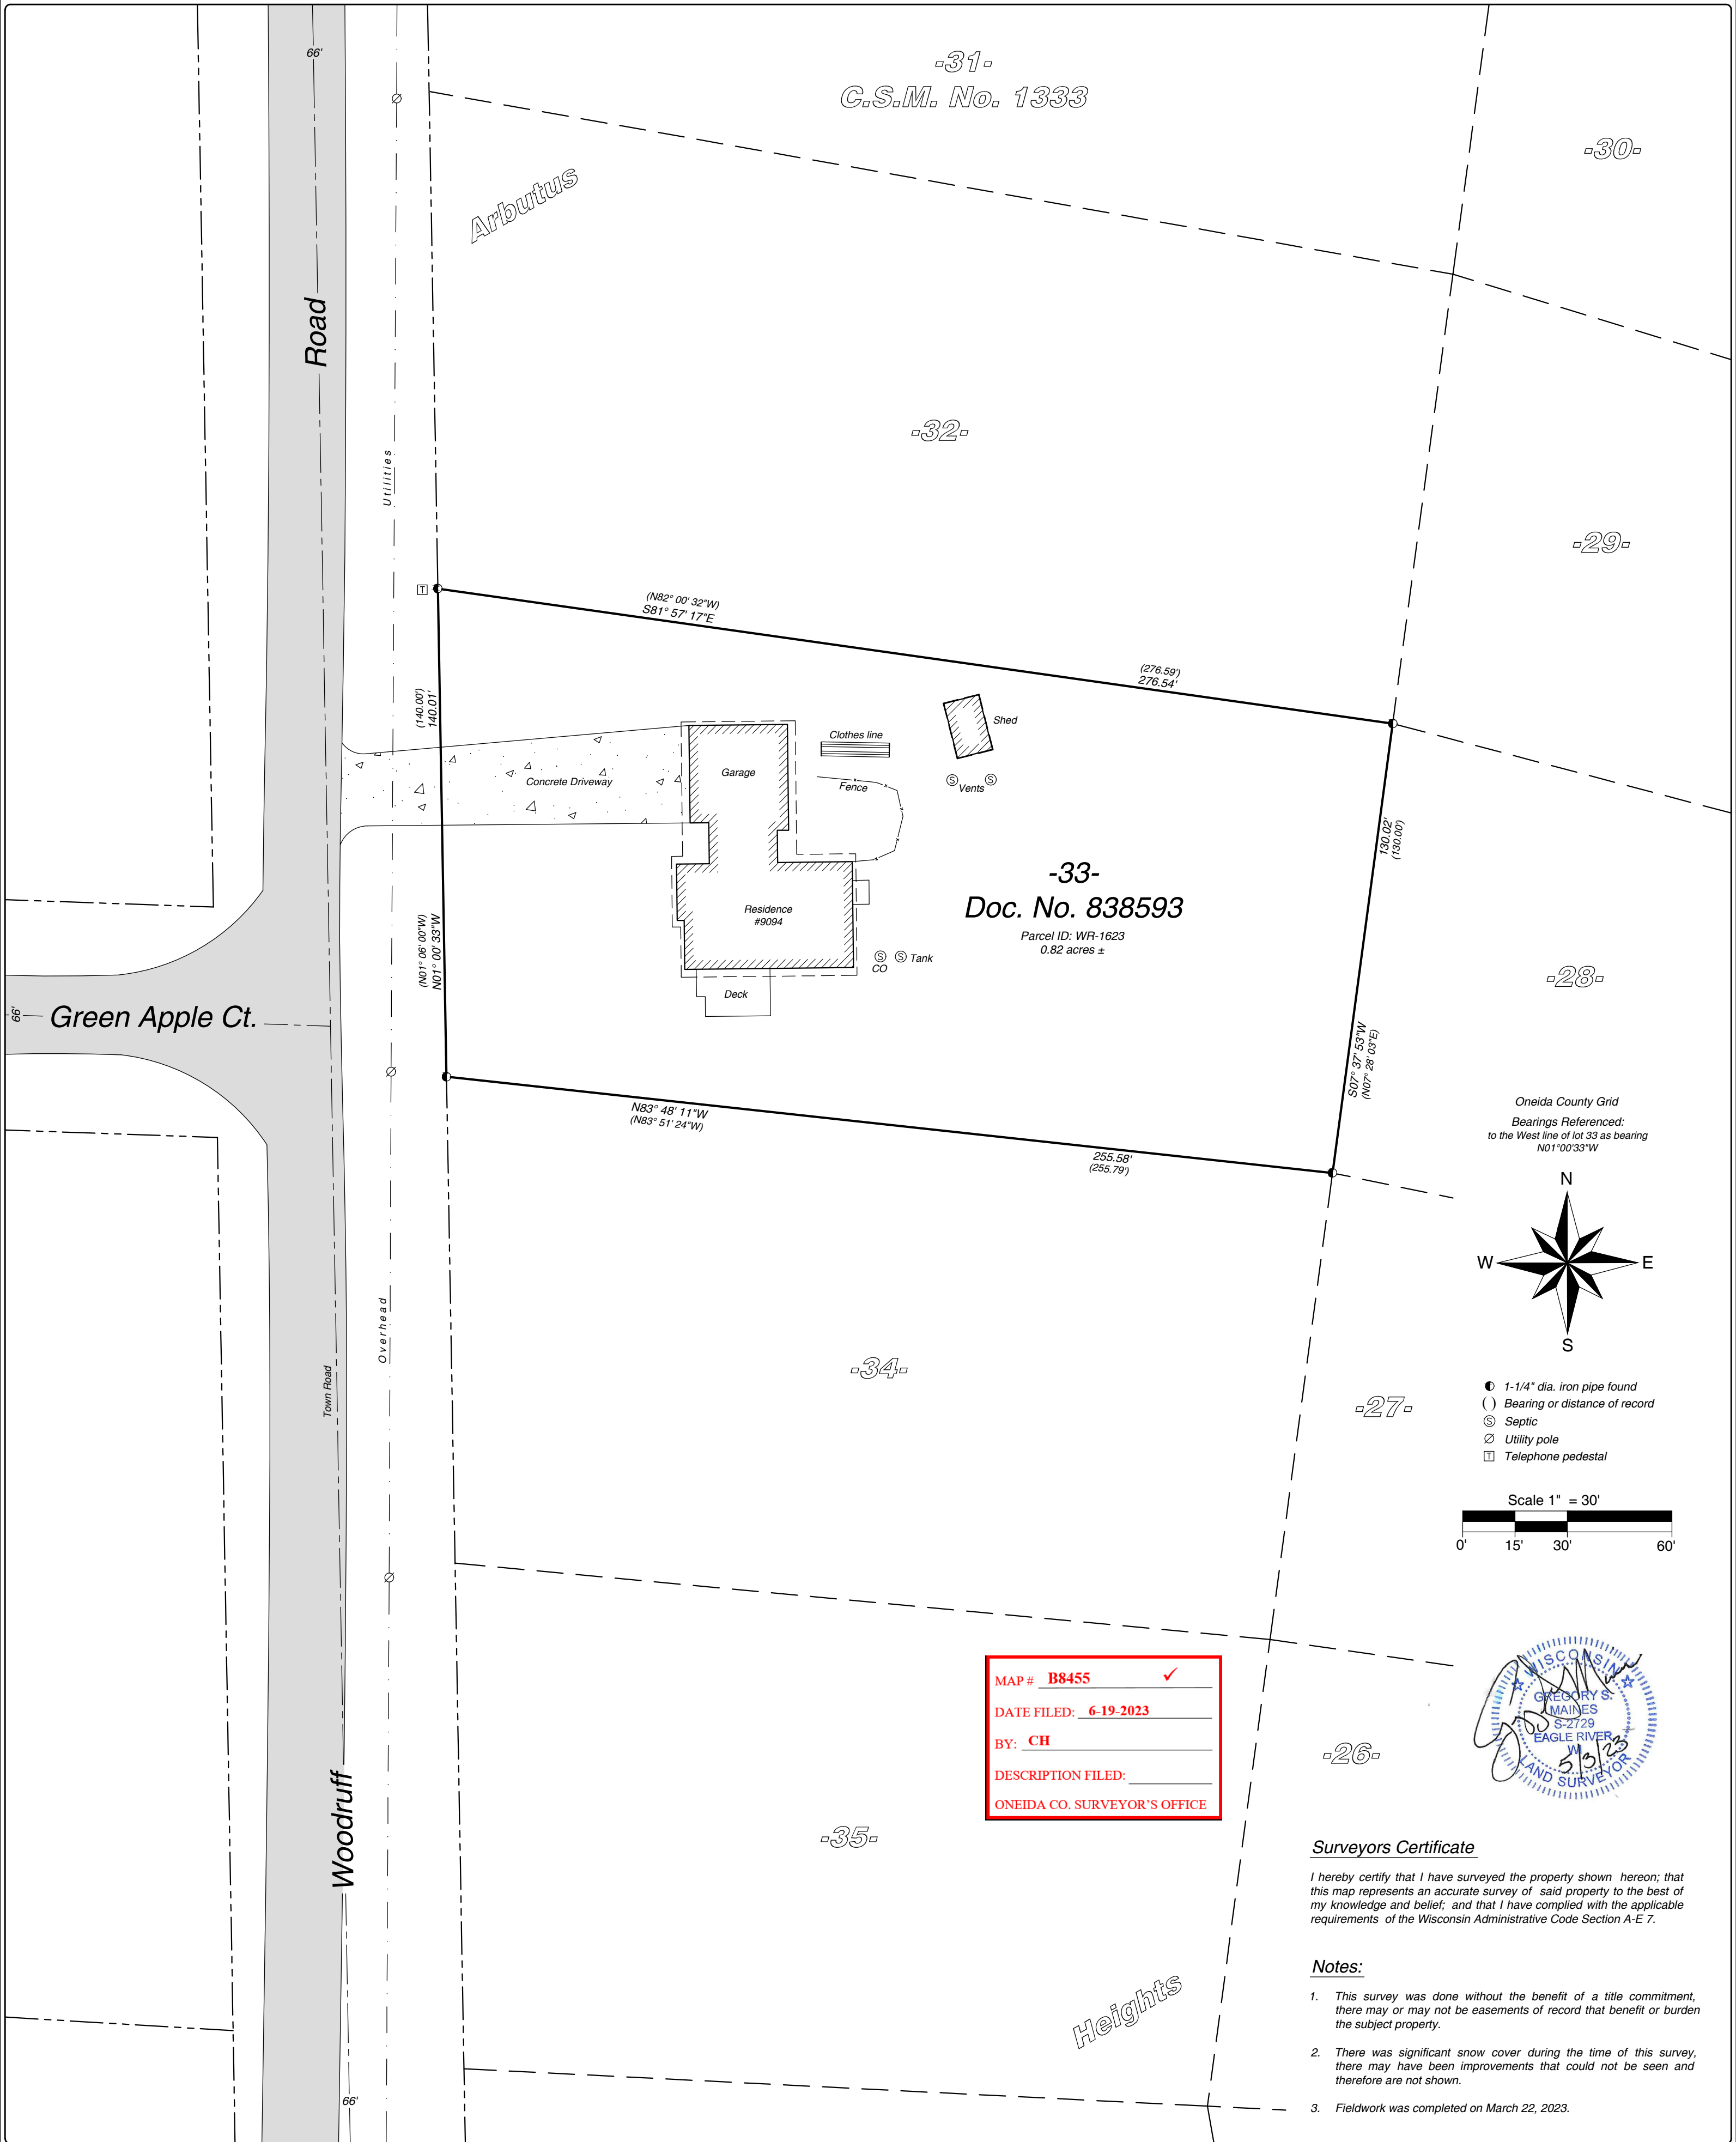 66'
-31-
C.S.M. No. 1333
-30-
Arbutus
Road
-32-
Utilities
-29-
T
(N82° 00' 32"W)
S81° 57' 17"E
(276.59')
276.54'
(140.00')
140.01'
Shed
Clothes line
Garage
Concrete Driveway
Fence
S
S
Vents
130.02'
(130.00')
-33-
Doc. No. 838593
Parcel ID: WR-1623
0.82 acres ±
Residence
#9094
(N01° 06' 00"W)
N01° 00' 33"W
S
S
Tank
CO
Deck
-28-
66'
Green Apple Ct.
S07° 37' 53"W
(N07° 28' 03"E)
N83° 48' 11"W
(N83° 51' 24"W)
255.58'
(255.79')
Oneida County Grid
Bearings Referenced:
to the West line of lot 33 as bearing
N01°00'33"W
N
W
E
S
Overhead
Town Road
-34-
-27-
1-1/4" dia. iron pipe found
( ) Bearing or distance of record
S Septic
Utility pole
T Telephone pedestal
Scale 1" = 30'
0' 15' 30' 60'
MAP # B8455 ✓
DATE FILED: 6-19-2023
BY: CH
DESCRIPTION FILED:
ONEIDA CO. SURVEYOR'S OFFICE
WISCONSIN
GREGORY S.
MAINES
S-2729
EAGLE RIVER
WI
5/3/23
LAND SURVEYOR
-26-
Woodruff
-35-
Surveyors Certificate
I hereby certify that I have surveyed the property shown hereon; that
this map represents an accurate survey of said property to the best of
my knowledge and belief; and that I have complied with the applicable
requirements of the Wisconsin Administrative Code Section A-E 7.
Heights
Notes:
1. This survey was done without the benefit of a title commitment,
there may or may not be easements of record that benefit or burden
the subject property.
2. There was significant snow cover during the time of this survey,
there may have been improvements that could not be seen and
therefore are not shown.
3. Fieldwork was completed on March 22, 2023.
66'